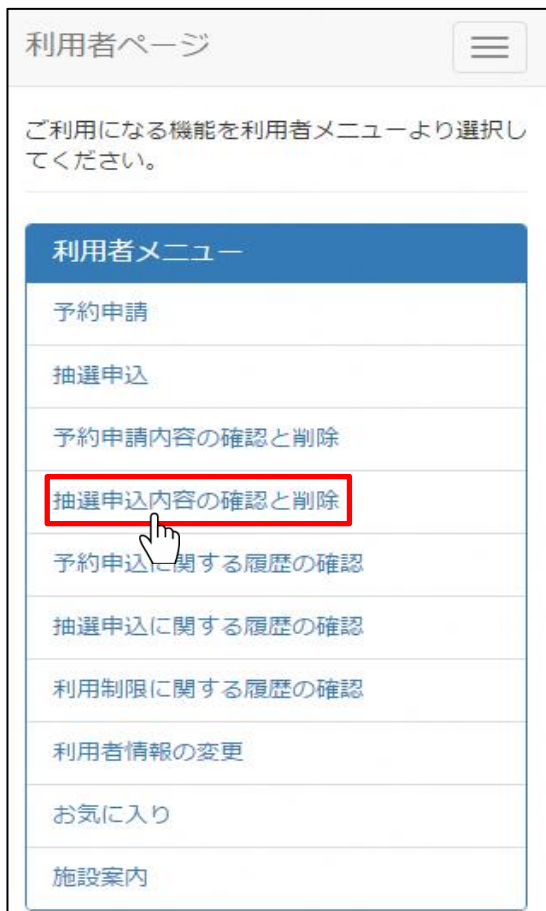 利用者ページ
ご利用になる機能を利用者メニューより選択し
てください。
利用者メニュー
予約申請
抽選申込
予約申請内容の確認と削除
抽選申込内容の確認と削除
予約申込に関する履歴の確認
抽選申込に関する履歴の確認
利用制限に関する履歴の確認
利用者情報の変更
お気に入り
施設案内